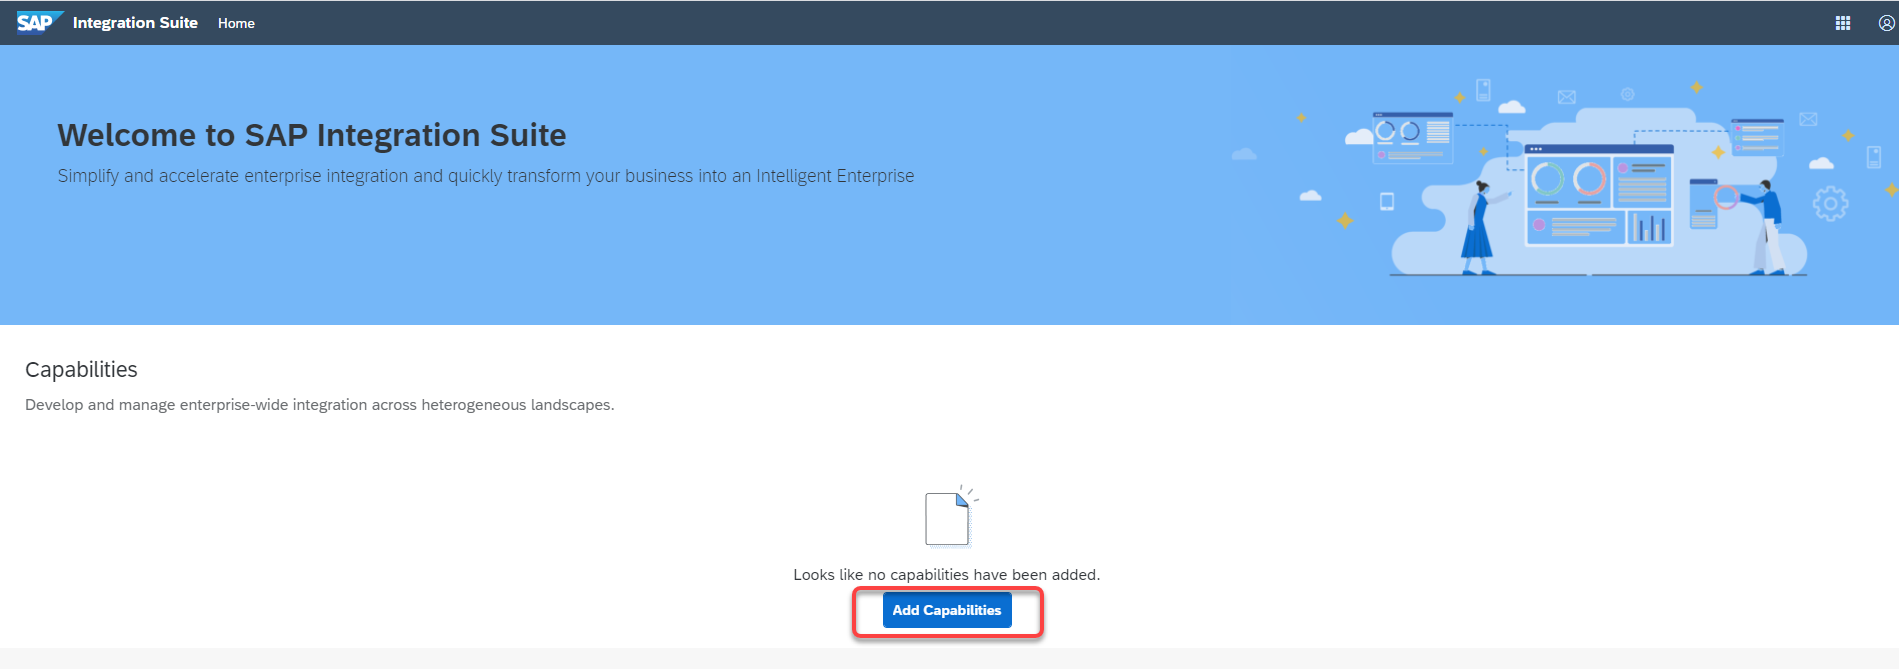 SAP Integration Suite Home
Welcome to SAP Integration Suite
Simplify and accelerate enterprise integration and quickly transform your business into an Intelligent Enterprise
Capabilities
Develop and manage enterprise-wide integration across heterogeneous landscapes.
Looks like no capabilities have been added.
Add Capabilities